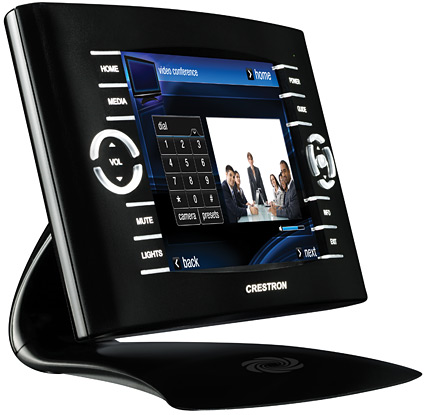 HOME
MEDIA
VOL
MUTE
LIGHTS
video conference
home
dial
1 2 3
4 5 6
7 8 9
* 0 #
camera presets
back
next
POWER
GUIDE
INFO
EXIT
CRESTRON